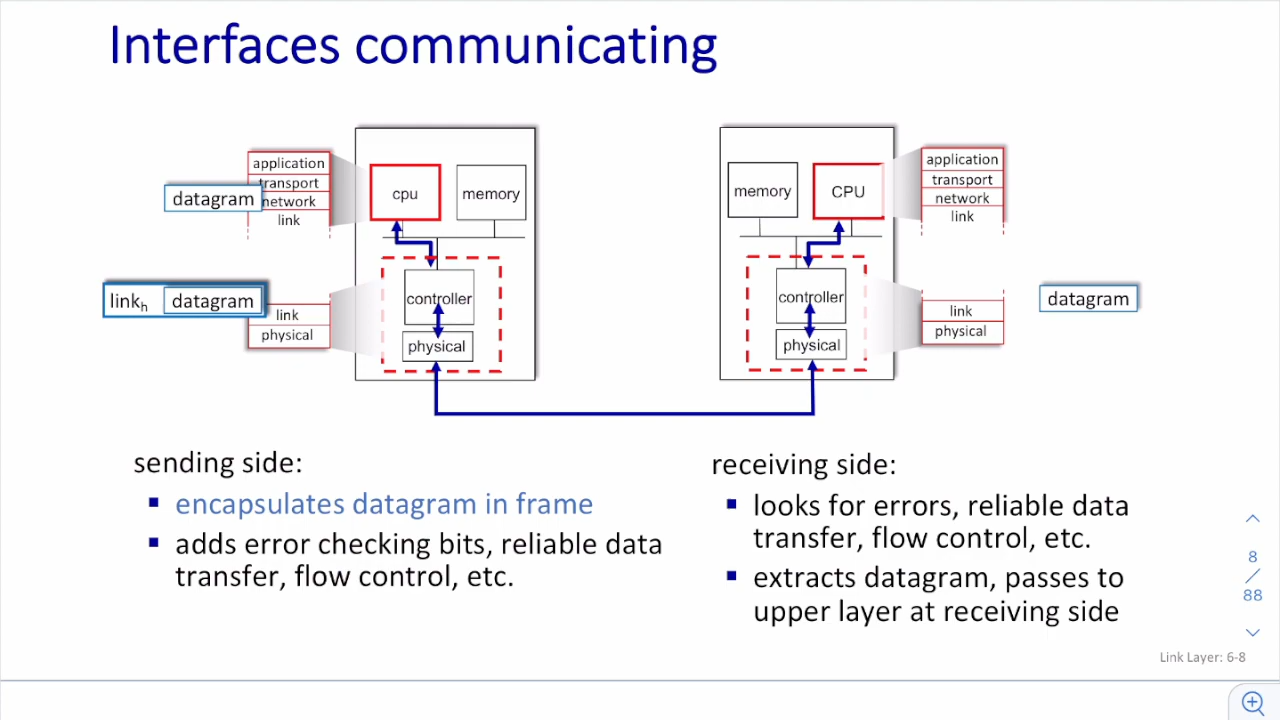 Interfaces communicating
application
transport
network
link
datagram
cpu
memory
link_h datagram
link
physical
controller
physical
memory
CPU
application
transport
network
link
controller
physical
link
physical
datagram
sending side:
encapsulates datagram in frame
adds error checking bits, reliable data
transfer, flow control, etc.
receiving side:
looks for errors, reliable data
transfer, flow control, etc.
extracts datagram, passes to
upper layer at receiving side
8
/
88
Link Layer: 6-8